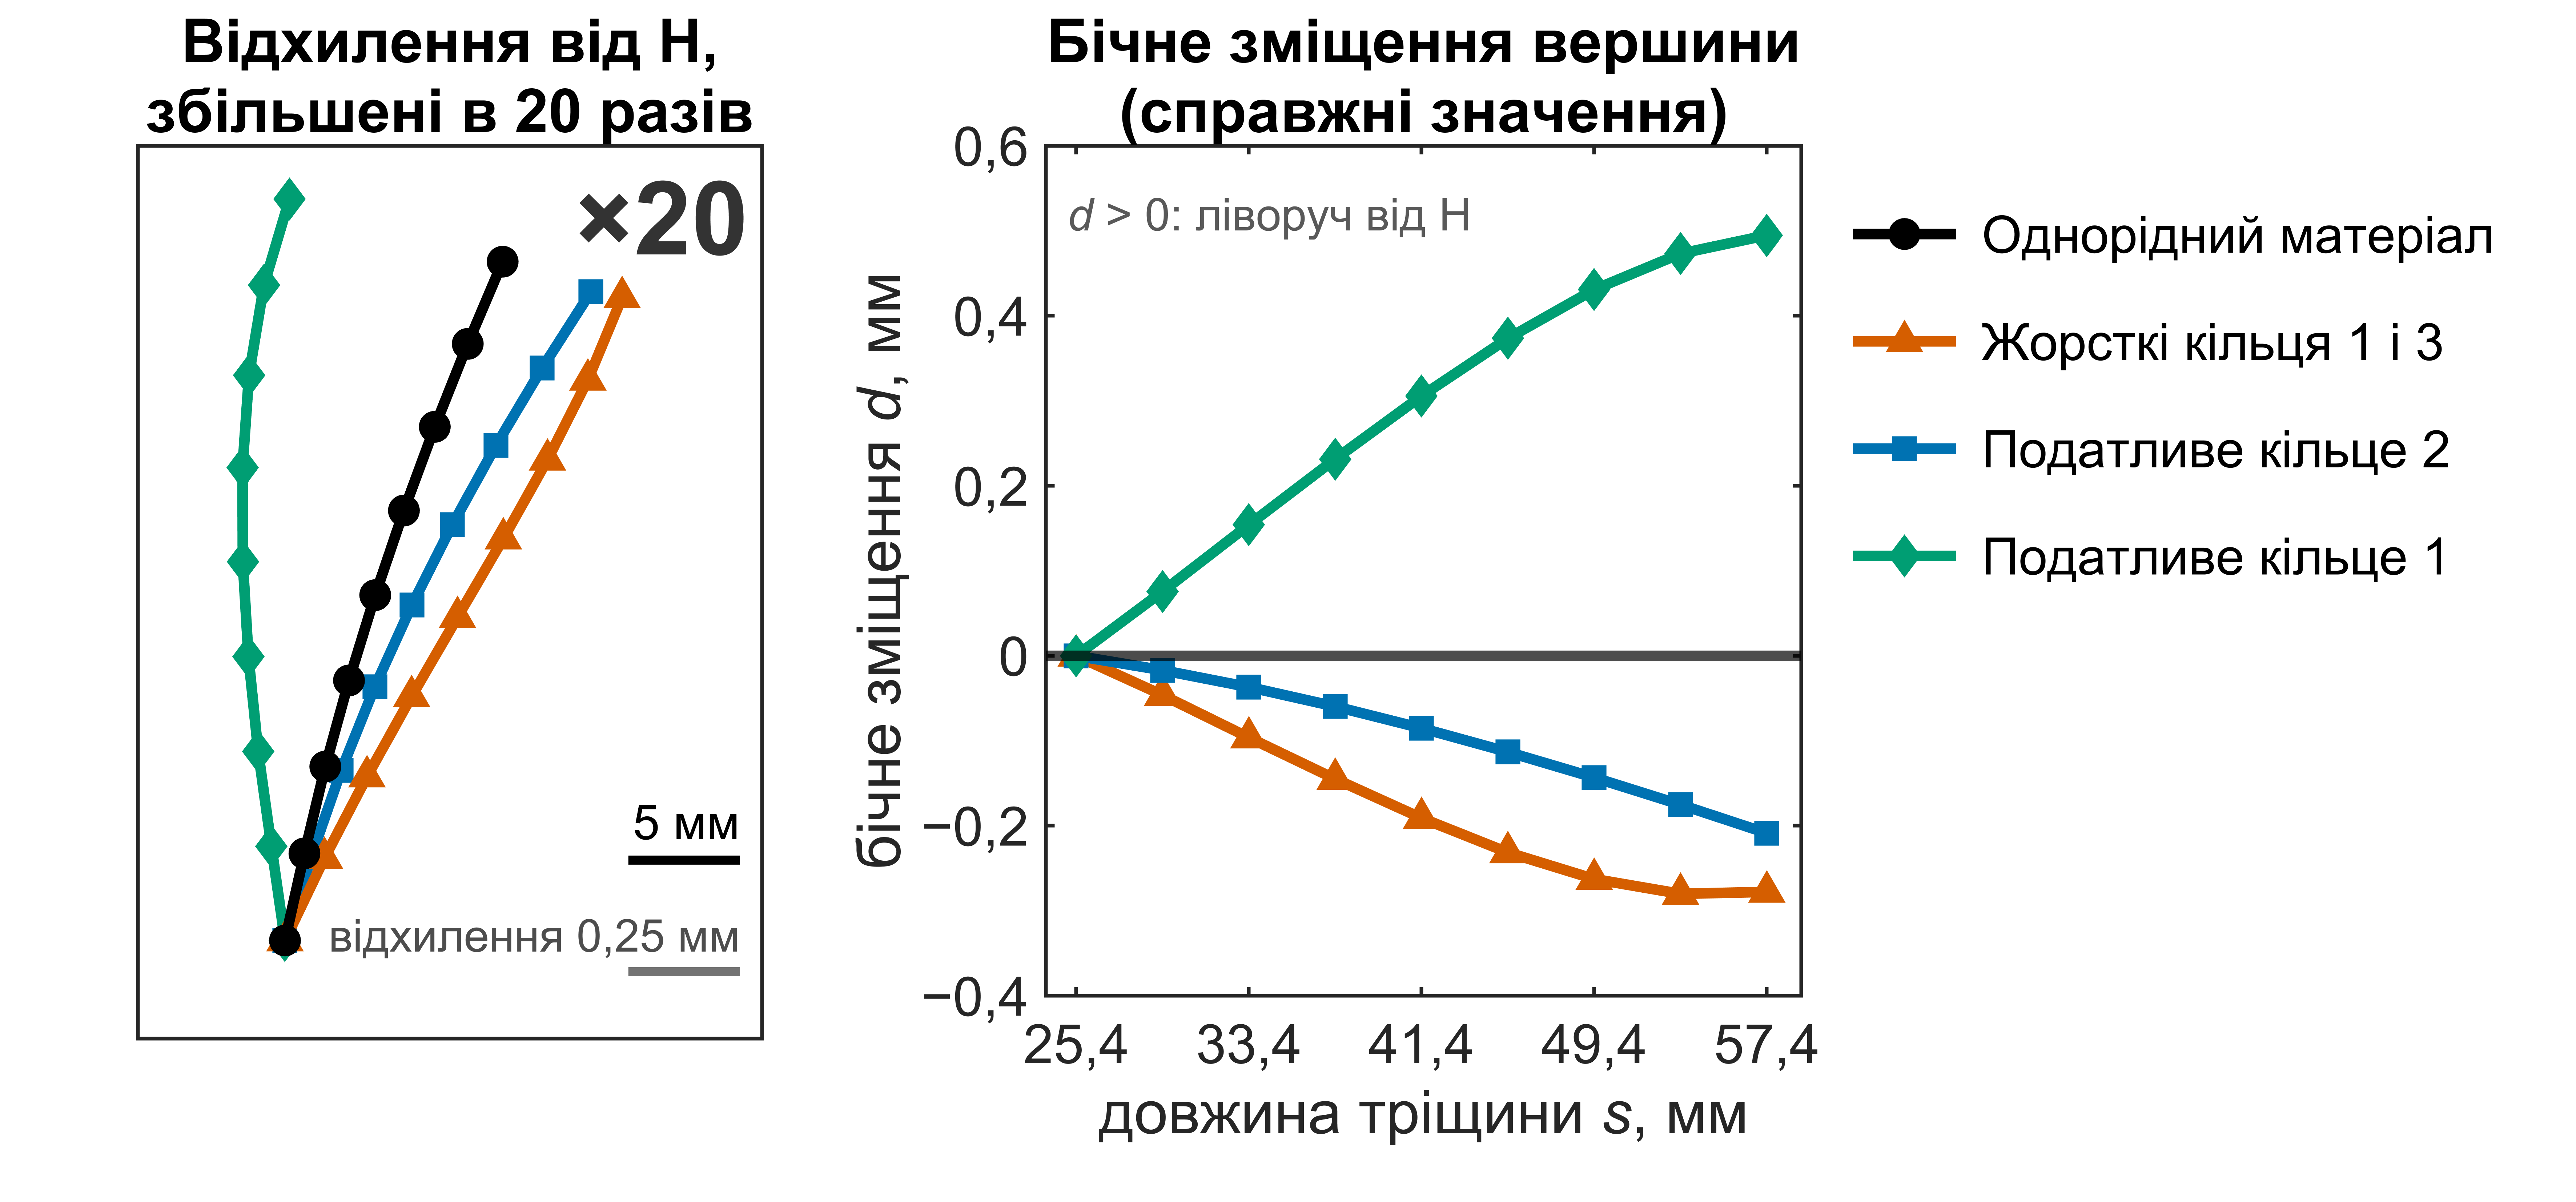 Відхилення від H,
збільшені в 20 разів
×20
5 мм
відхилення 0,25 мм
Бічне зміщення вершини
(справжні значення)
d > 0: ліворуч від H
бічне зміщення d, мм
0,6
0,4
0,2
0
−0,2
−0,4
25,4 33,4 41,4 49,4 57,4
довжина тріщини s, мм
Однорідний матеріал
Жорсткі кільця 1 і 3
Податливе кільце 2
Податливе кільце 1